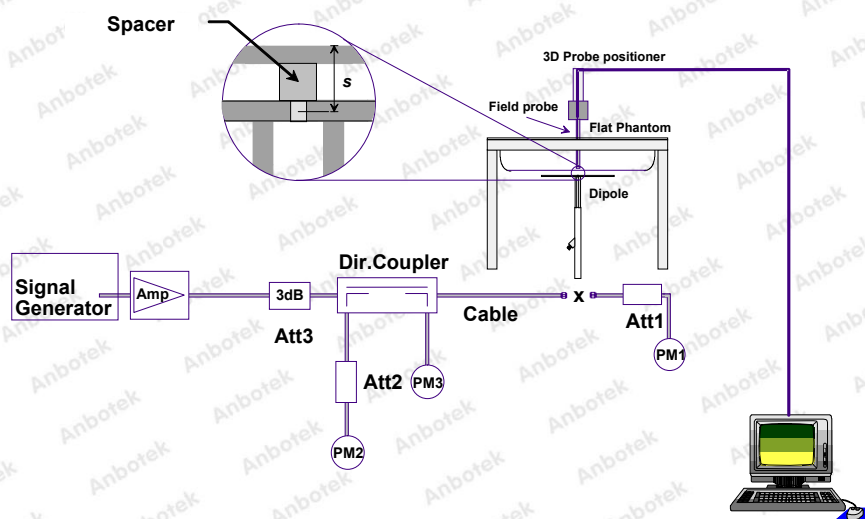 Spacer
s
3D Probe positioner
Field probe
Flat Phantom
Dipole
Signal
Generator
Amp
3dB
Att3
Dir.Coupler
Cable
x
Att1
PM1
Att2
PM3
PM2
Anbotek